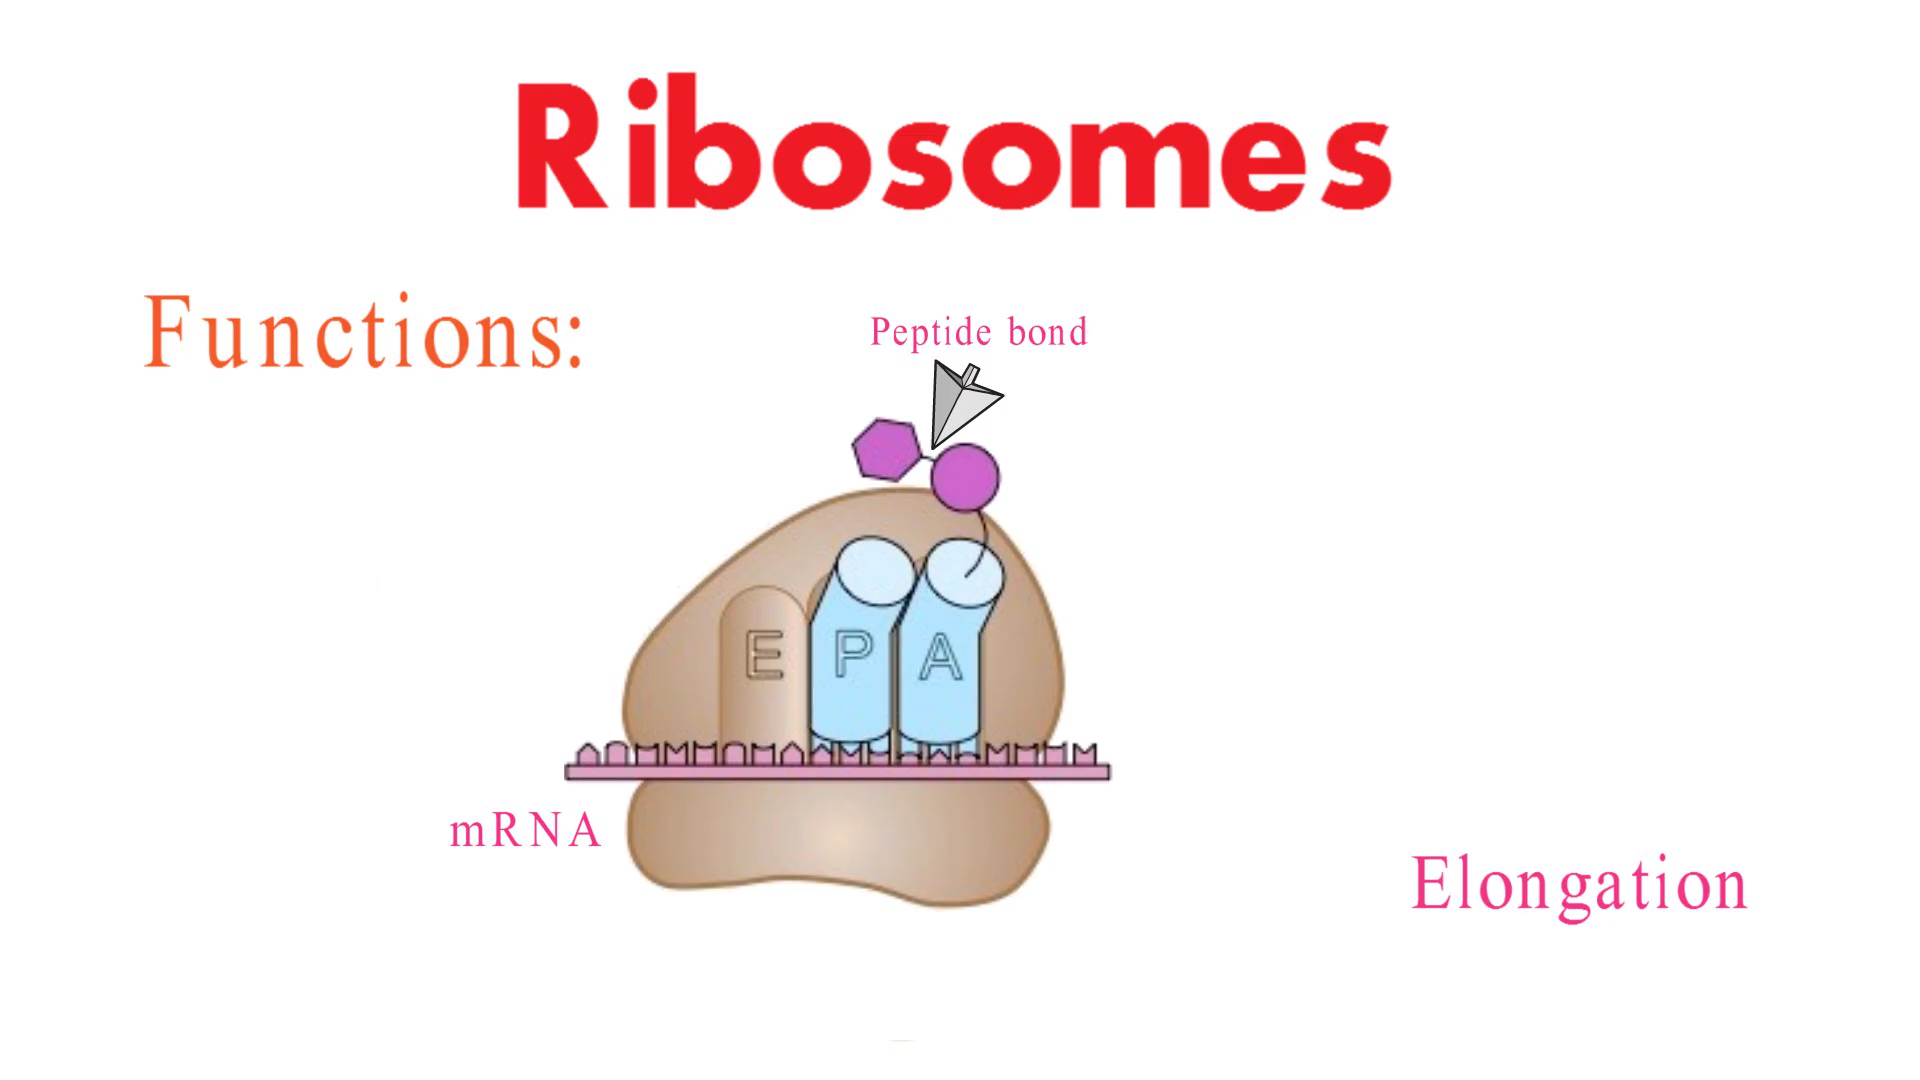 Ribosomes
Functions:
Peptide bond
E P A
mRNA
Elongation